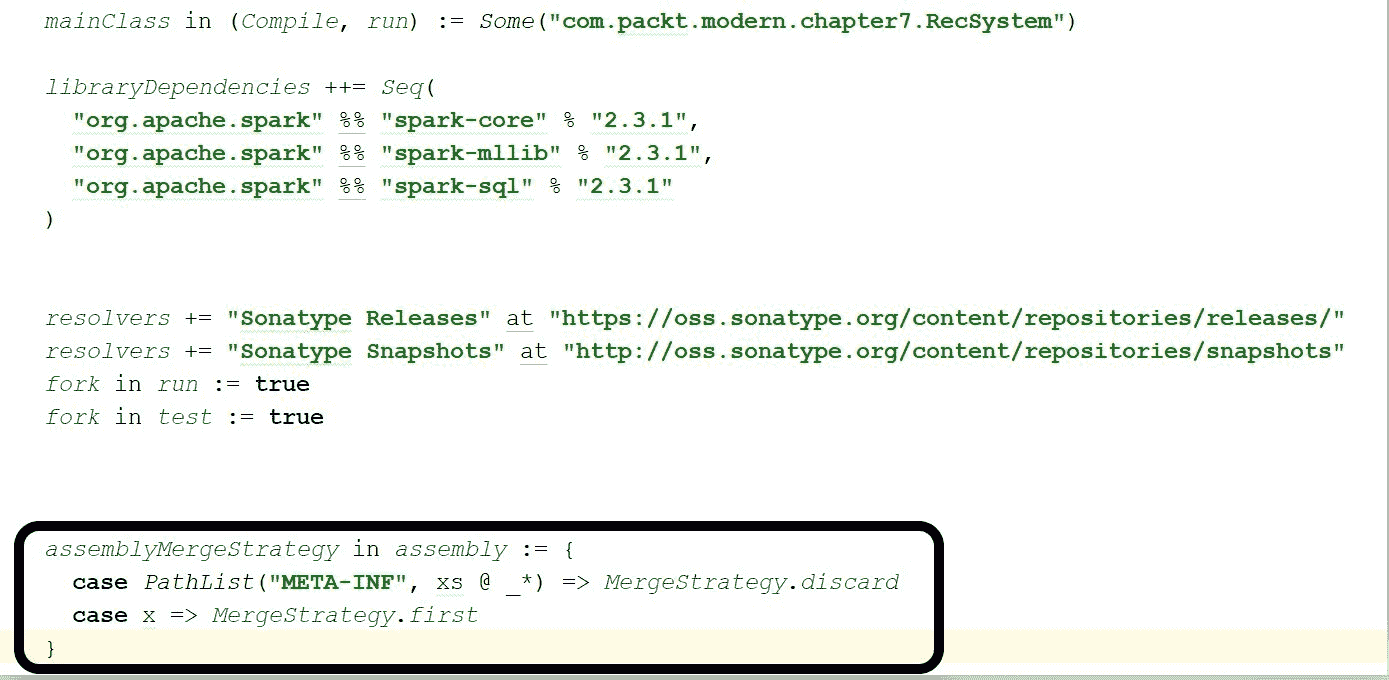 mainClass in (Compile, run) := Some("com.packt.modern.chapter7.RecSystem")
libraryDependencies ++= Seq(
"org.apache.spark" %% "spark-core" % "2.3.1",
"org.apache.spark" %% "spark-mllib" % "2.3.1",
"org.apache.spark" %% "spark-sql" % "2.3.1"
)
resolvers += "Sonatype Releases" at "https://oss.sonatype.org/content/repositories/releases/"
resolvers += "Sonatype Snapshots" at "http://oss.sonatype.org/content/repositories/snapshots"
fork in run := true
fork in test := true
assemblyMergeStrategy in assembly := {
case PathList("META-INF", xs @ _*) => MergeStrategy.discard
case x => MergeStrategy.first
}